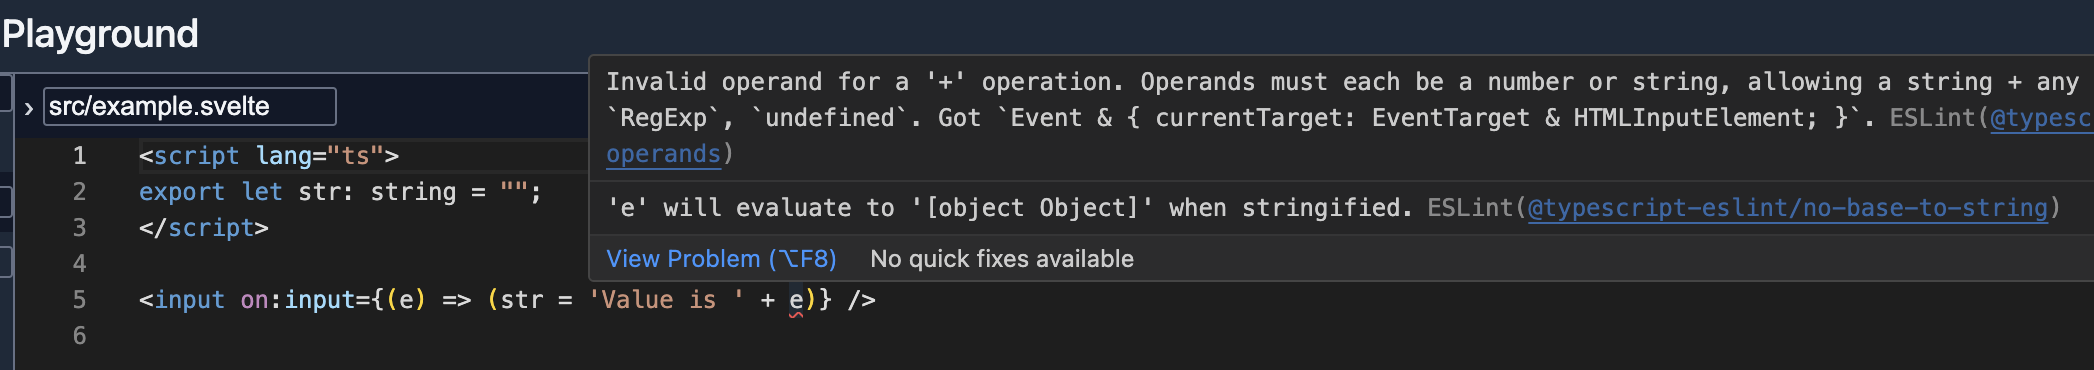 Playground
› src/example.svelte
Invalid operand for a '+' operation. Operands must each be a number or string, allowing a string + any
`RegExp`, `undefined`. Got `Event & { currentTarget: EventTarget & HTMLInputElement; }`. ESLint(@typesc
operands)
'e' will evaluate to '[object Object]' when stringified. ESLint(@typescript-eslint/no-base-to-string)
View Problem (⌥F8) No quick fixes available
1 <script lang="ts">
2 export let str: string = "";
3 </script>
4
5 <input on:input={(e) => (str = 'Value is ' + e)} />
6